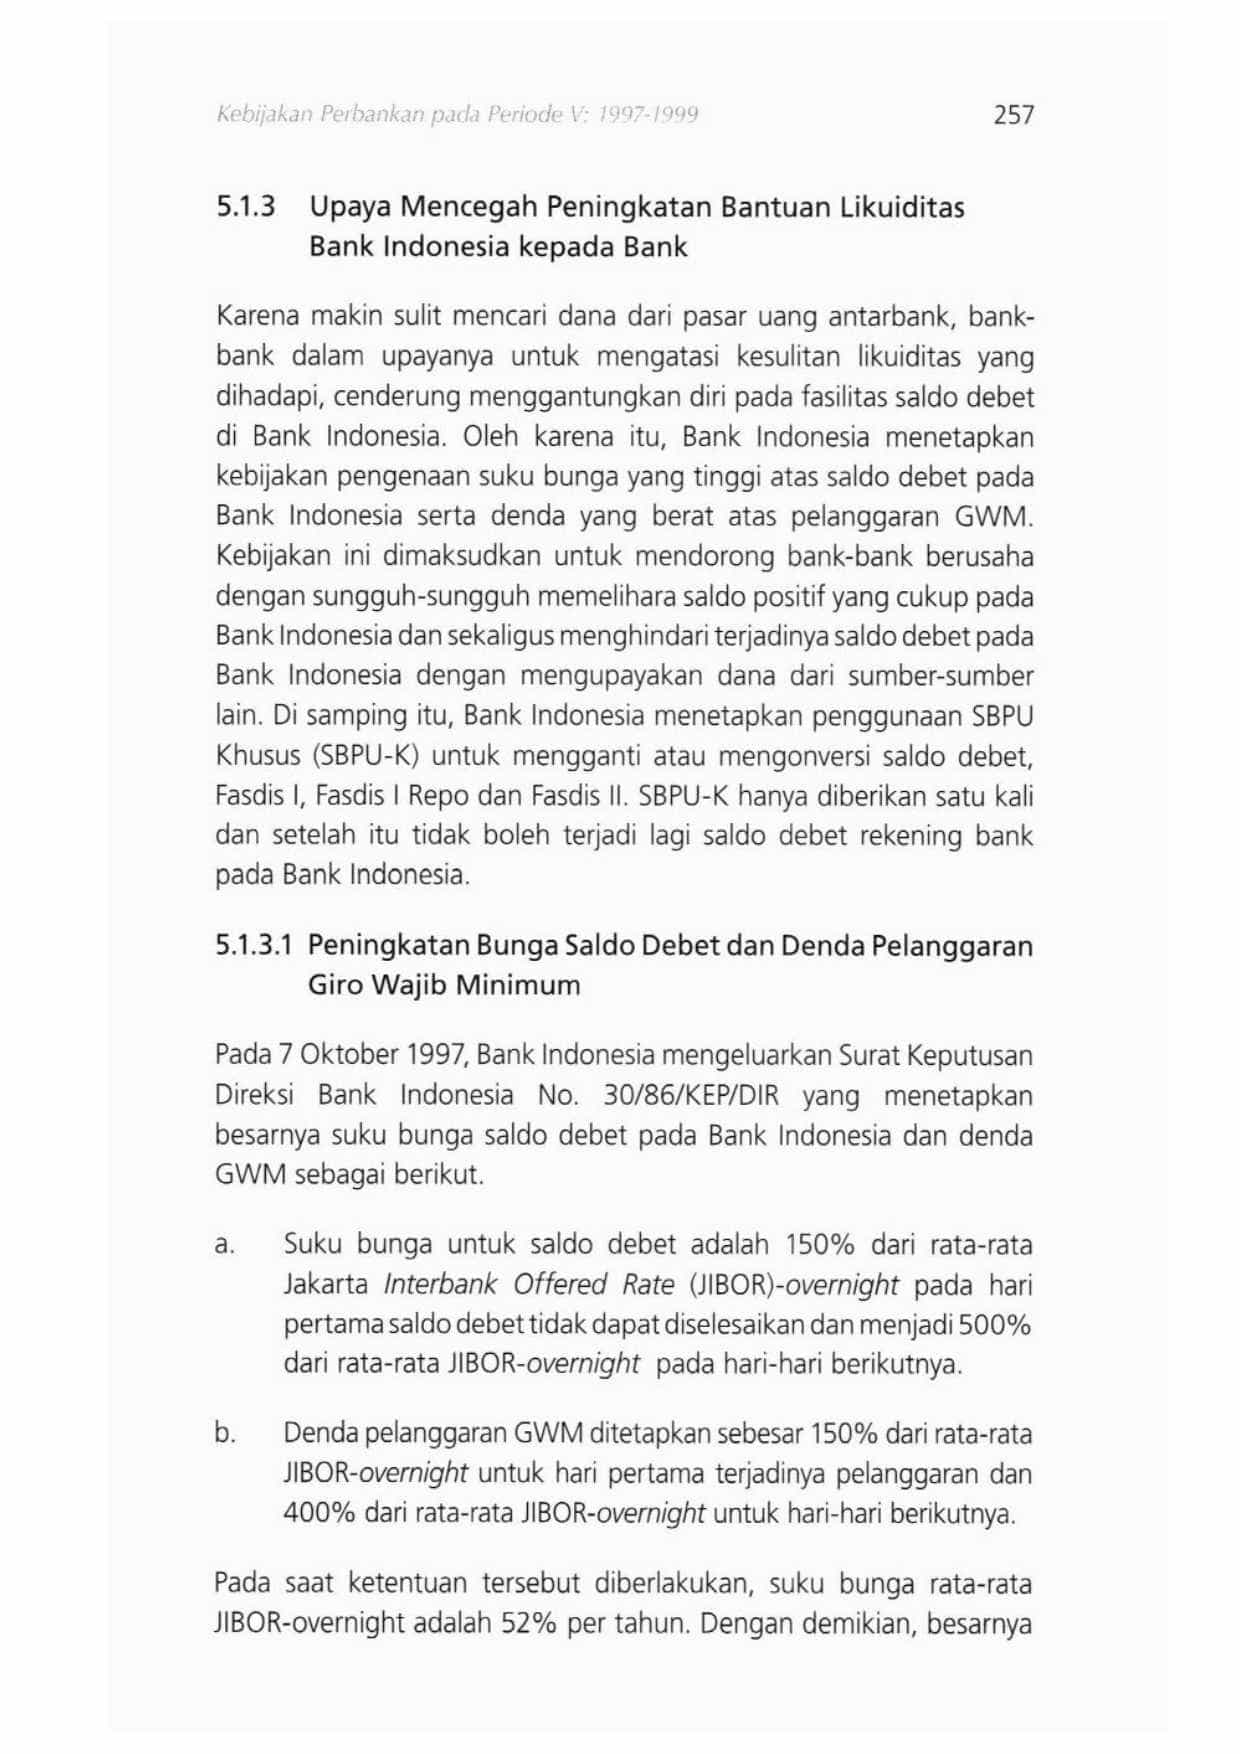 Kebijakan Perbankan pada Periode V: 1997-1999 257
5.1.3 Upaya Mencegah Peningkatan Bantuan Likuiditas
Bank Indonesia kepada Bank
Karena makin sulit mencari dana dari pasar uang antarbank, bank-
bank dalam upayanya untuk mengatasi kesulitan likuiditas yang
dihadapi, cenderung menggantungkan diri pada fasilitas saldo debet
di Bank Indonesia. Oleh karena itu, Bank Indonesia menetapkan
kebijakan pengenaan suku bunga yang tinggi atas saldo debet pada
Bank Indonesia serta denda yang berat atas pelanggaran GWM.
Kebijakan ini dimaksudkan untuk mendorong bank-bank berusaha
dengan sungguh-sungguh memelihara saldo positif yang cukup pada
Bank Indonesia dan sekaligus menghindari terjadinya saldo debet pada
Bank Indonesia dengan mengupayakan dana dari sumber-sumber
lain. Di samping itu, Bank Indonesia menetapkan penggunaan SBPU
Khusus (SBPU-K) untuk mengganti atau mengonversi saldo debet,
Fasdis I, Fasdis I Repo dan Fasdis II. SBPU-K hanya diberikan satu kali
dan setelah itu tidak boleh terjadi lagi saldo debet rekening bank
pada Bank Indonesia.
5.1.3.1 Peningkatan Bunga Saldo Debet dan Denda Pelanggaran
Giro Wajib Minimum
Pada 7 Oktober 1997, Bank Indonesia mengeluarkan Surat Keputusan
Direksi Bank Indonesia No. 30/86/KEP/DIR yang menetapkan
besarnya suku bunga saldo debet pada Bank Indonesia dan denda
GWM sebagai berikut.
a. Suku bunga untuk saldo debet adalah 150% dari rata-rata
Jakarta Interbank Offered Rate (JIBOR)-overnight pada hari
pertama saldo debet tidak dapat diselesaikan dan menjadi 500%
dari rata-rata JIBOR-overnight pada hari-hari berikutnya.
b. Denda pelanggaran GWM ditetapkan sebesar 150% dari rata-rata
JIBOR-overnight untuk hari pertama terjadinya pelanggaran dan
400% dari rata-rata JIBOR-overnight untuk hari-hari berikutnya.
Pada saat ketentuan tersebut diberlakukan, suku bunga rata-rata
JIBOR-overnight adalah 52% per tahun. Dengan demikian, besarnya